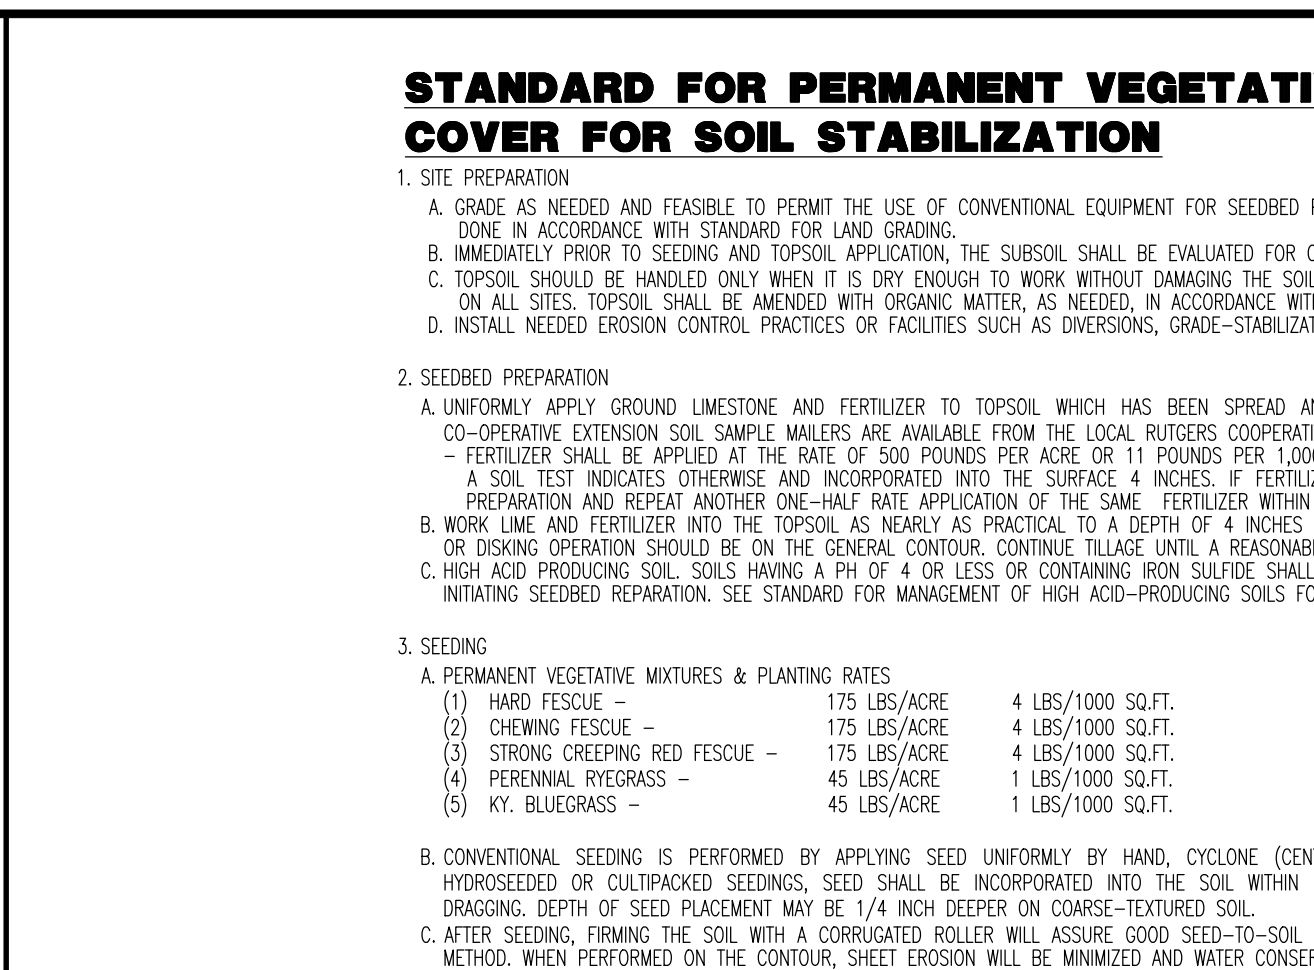 STANDARD FOR PERMANENT VEGETATI
COVER FOR SOIL STABILIZATION
1. SITE PREPARATION
A. GRADE AS NEEDED AND FEASIBLE TO PERMIT THE USE OF CONVENTIONAL EQUIPMENT FOR SEEDBED
DONE IN ACCORDANCE WITH STANDARD FOR LAND GRADING.
B. IMMEDIATELY PRIOR TO SEEDING AND TOPSOIL APPLICATION, THE SUBSOIL SHALL BE EVALUATED FOR
C. TOPSOIL SHOULD BE HANDLED ONLY WHEN IT IS DRY ENOUGH TO WORK WITHOUT DAMAGING THE SOIL
ON ALL SITES. TOPSOIL SHALL BE AMENDED WITH ORGANIC MATTER, AS NEEDED, IN ACCORDANCE WIT
D. INSTALL NEEDED EROSION CONTROL PRACTICES OR FACILITIES SUCH AS DIVERSIONS, GRADE-STABILIZAT
2. SEEDBED PREPARATION
A. UNIFORMLY APPLY GROUND LIMESTONE AND FERTILIZER TO TOPSOIL WHICH HAS BEEN SPREAD AN
CO-OPERATIVE EXTENSION SOIL SAMPLE MAILERS ARE AVAILABLE FROM THE LOCAL RUTGERS COOPERATI
- FERTILIZER SHALL BE APPLIED AT THE RATE OF 500 POUNDS PER ACRE OR 11 POUNDS PER 1,000
A SOIL TEST INDICATES OTHERWISE AND INCORPORATED INTO THE SURFACE 4 INCHES. IF FERTILIZ
PREPARATION AND REPEAT ANOTHER ONE-HALF RATE APPLICATION OF THE SAME FERTILIZER WITHIN
B. WORK LIME AND FERTILIZER INTO THE TOPSOIL AS NEARLY AS PRACTICAL TO A DEPTH OF 4 INCHES
OR DISKING OPERATION SHOULD BE ON THE GENERAL CONTOUR. CONTINUE TILLAGE UNTIL A REASONAB
C. HIGH ACID PRODUCING SOIL. SOILS HAVING A PH OF 4 OR LESS OR CONTAINING IRON SULFIDE SHALL
INITIATING SEEDBED REPARATION. SEE STANDARD FOR MANAGEMENT OF HIGH ACID-PRODUCING SOILS FO
3. SEEDING
A. PERMANENT VEGETATIVE MIXTURES & PLANTING RATES
(1) HARD FESCUE - 175 LBS/ACRE 4 LBS/1000 SQ.FT.
(2) CHEWING FESCUE - 175 LBS/ACRE 4 LBS/1000 SQ.FT.
(3) STRONG CREEPING RED FESCUE - 175 LBS/ACRE 4 LBS/1000 SQ.FT.
(4) PERENNIAL RYEGRASS - 45 LBS/ACRE 1 LBS/1000 SQ.FT.
(5) KY. BLUEGRASS - 45 LBS/ACRE 1 LBS/1000 SQ.FT.
B. CONVENTIONAL SEEDING IS PERFORMED BY APPLYING SEED UNIFORMLY BY HAND, CYCLONE (CENT
HYDROSEEDED OR CULTIPACKED SEEDINGS, SEED SHALL BE INCORPORATED INTO THE SOIL WITHIN
DRAGGING. DEPTH OF SEED PLACEMENT MAY BE 1/4 INCH DEEPER ON COARSE-TEXTURED SOIL.
C. AFTER SEEDING, FIRMING THE SOIL WITH A CORRUGATED ROLLER WILL ASSURE GOOD SEED-TO-SOIL
METHOD. WHEN PERFORMED ON THE CONTOUR, SHEET EROSION WILL BE MINIMIZED AND WATER CONSER